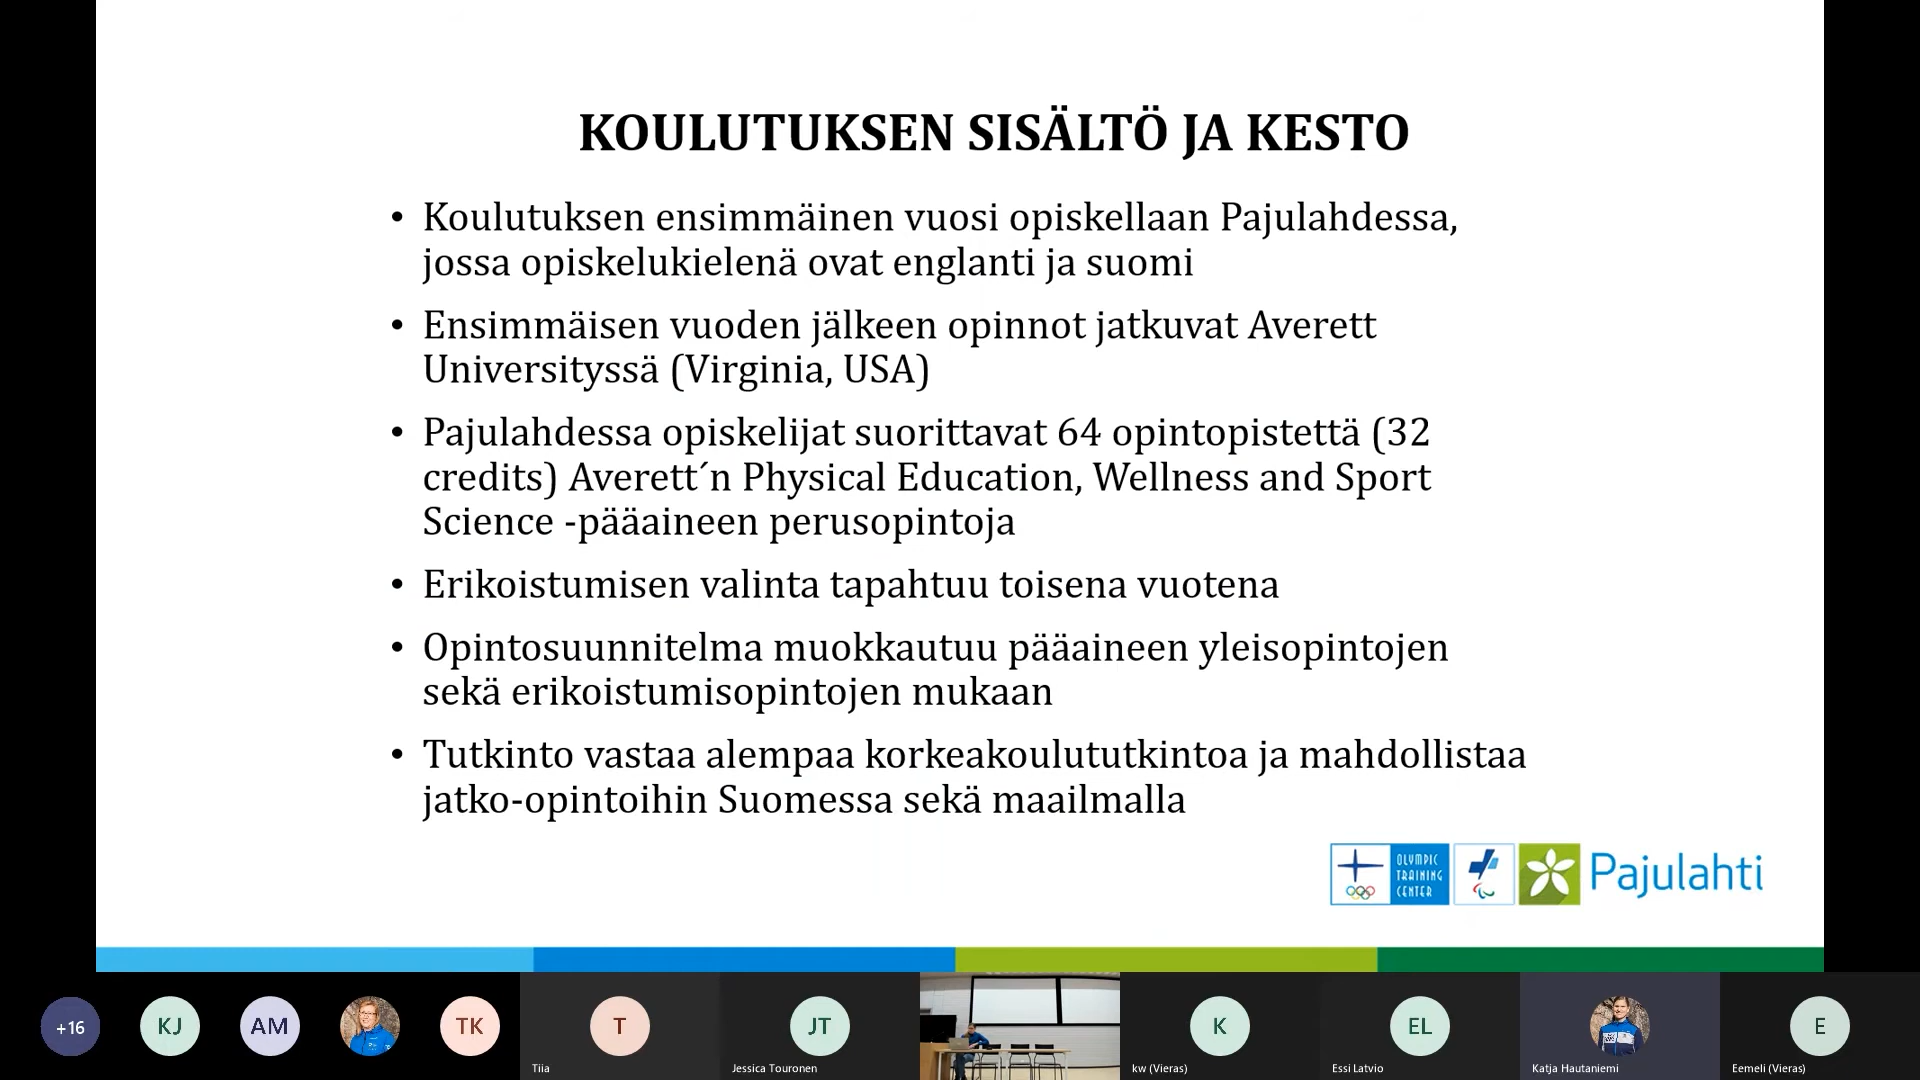 KOULUTUKSEN SISÄLTÖ JA KESTO
• Koulutuksen ensimmäinen vuosi opiskellaan Pajulahdessa,
jossa opiskelukielenä ovat englanti ja suomi
• Ensimmäisen vuoden jälkeen opinnot jatkuvat Averett
Universityssä (Virginia, USA)
• Pajulahdessa opiskelijat suorittavat 64 opintopistettä (32
credits) Averett´n Physical Education, Wellness and Sport
Science -pääaineen perusopintoja
• Erikoistumisen valinta tapahtuu toisena vuotena
• Opintosuunnitelma muokkautuu pääaineen yleisopintojen
sekä erikoistumisopintojen mukaan
• Tutkinto vastaa alempaa korkeakoulututkintoa ja mahdollistaa
jatko-opintoihin Suomessa sekä maailmalla
OLYMPIC
TRAINING
CENTER
Pajulahti
+16
KJ
AM
TK
T
JT
K
EL
E
Tiia
Jessica Touronen
kw (Vieras)
Essi Latvio
Katja Hautaniemi
Eemeli (Vieras)